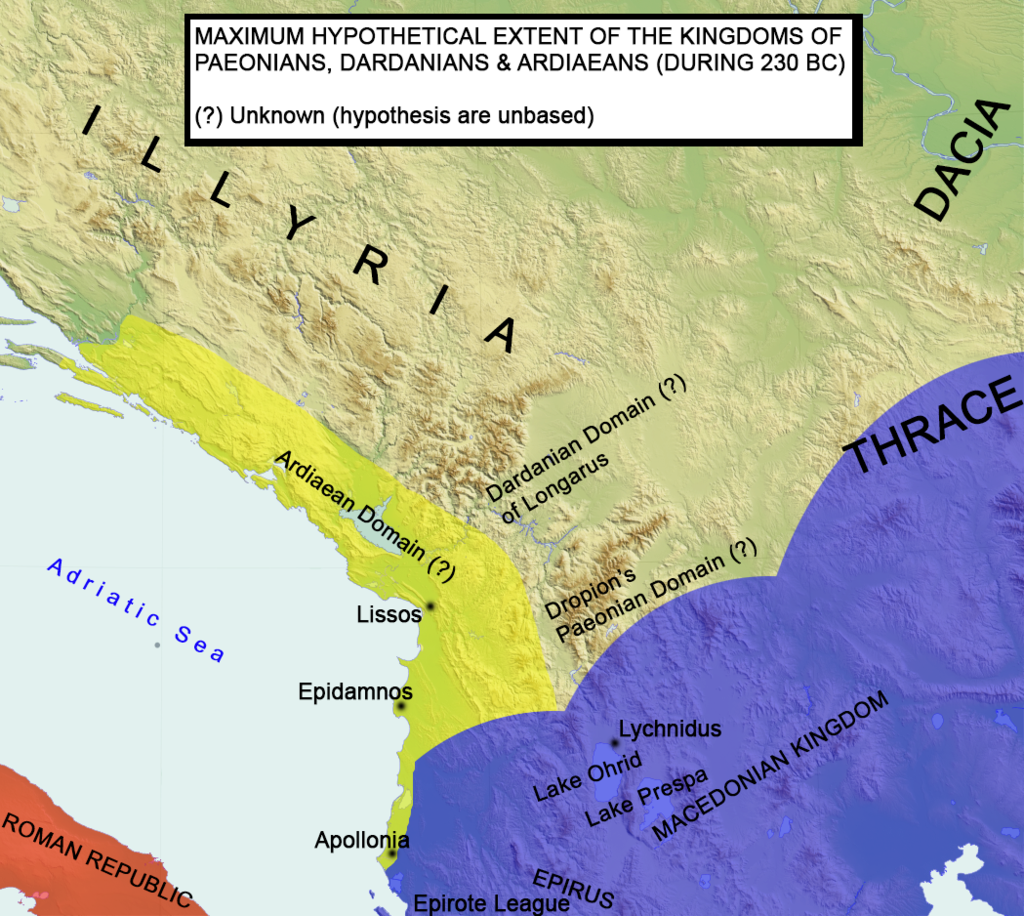 MAXIMUM HYPOTHETICAL EXTENT OF THE KINGDOMS OF
PAEONIANS, DARDANIANS & ARDIAEANS (DURING 230 BC)
(?) Unknown (hypothesis are unbased)
ILLYRIA
DACIA
THRACE
Dardanian Domain (?)
of Longarus
Ardiaean Domain (?)
Dropion's
Paeonian Domain (?)
Adriatic Sea
Lissos
Epidamnos
Lychnidus
Lake Ohrid
Lake Prespa
MACEDONIAN KINGDOM
ROMAN REPUBLIC
Apollonia
EPIRUS
Epirote League